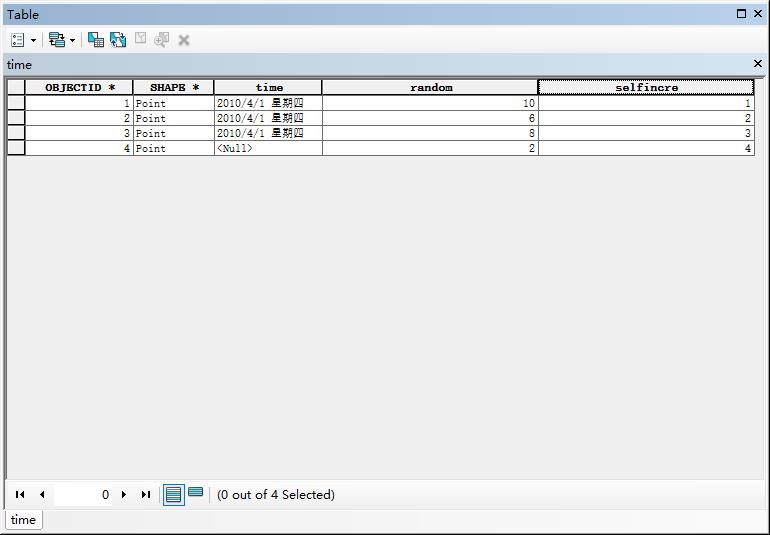 Table
time
OBJECTID * SHAPE * time random selfincre
1 Point 2010/4/1 星期四 10 1
2 Point 2010/4/1 星期四 6 2
3 Point 2010/4/1 星期四 8 3
4 Point <Null> 2 4
0 (0 out of 4 Selected)
time